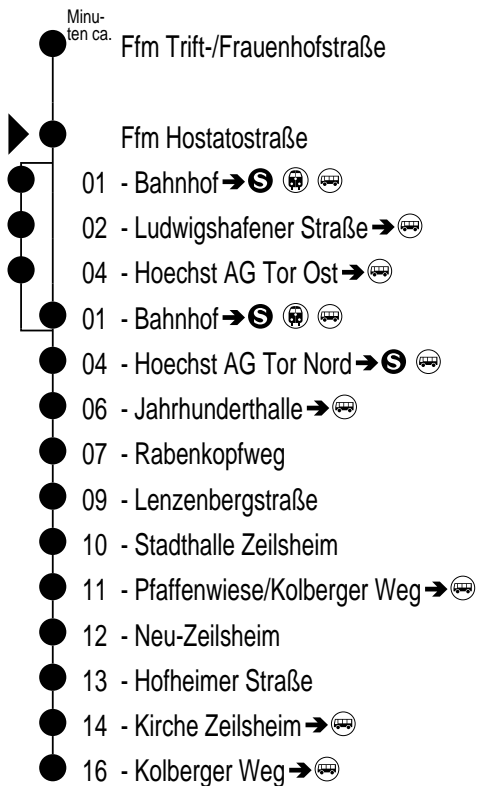 Minu-
ten ca.
Ffm Trift-/Frauenhofstraße
Ffm Hostatostraße
01 - Bahnhof ➔ S
02 - Ludwigshafener Straße ➔
04 - Hoechst AG Tor Ost ➔
01 - Bahnhof ➔ S
04 - Hoechst AG Tor Nord ➔ S
06 - Jahrhunderthalle ➔
07 - Rabenkopfweg
09 - Lenzenbergstraße
10 - Stadthalle Zeilsheim
11 - Pfaffenwiese/Kolberger Weg ➔
12 - Neu-Zeilsheim
13 - Hofheimer Straße
14 - Kirche Zeilsheim ➔
16 - Kolberger Weg ➔